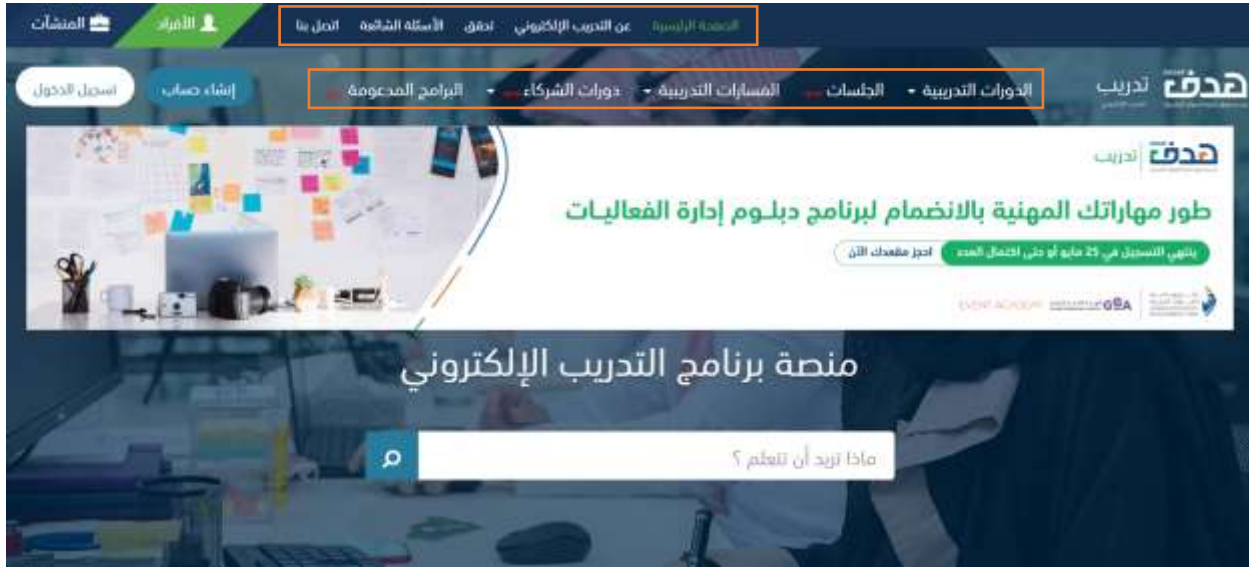 الصفحة الرئيسية عن التدريب الإلكتروني تحقق الأسئلة الشائعة اتصل بنا الأفراد المنشآت
هدف تدريب
الدورات التدريبية الجلسات المسارات التدريبية دورات الشركاء البرامج المدعومة إنشاء حساب تسجيل الدخول
هدف تدريب
طور مهاراتك المهنية بالانضمام لبرنامج دبلوم إدارة الفعاليات
ينتهي التسجيل في 25 مايو أو حتى اكتمال العدد احجز مقعدك الآن
GEA EVENT ACADEMY
منصة برنامج التدريب الإلكتروني
ماذا تريد أن تتعلم ؟